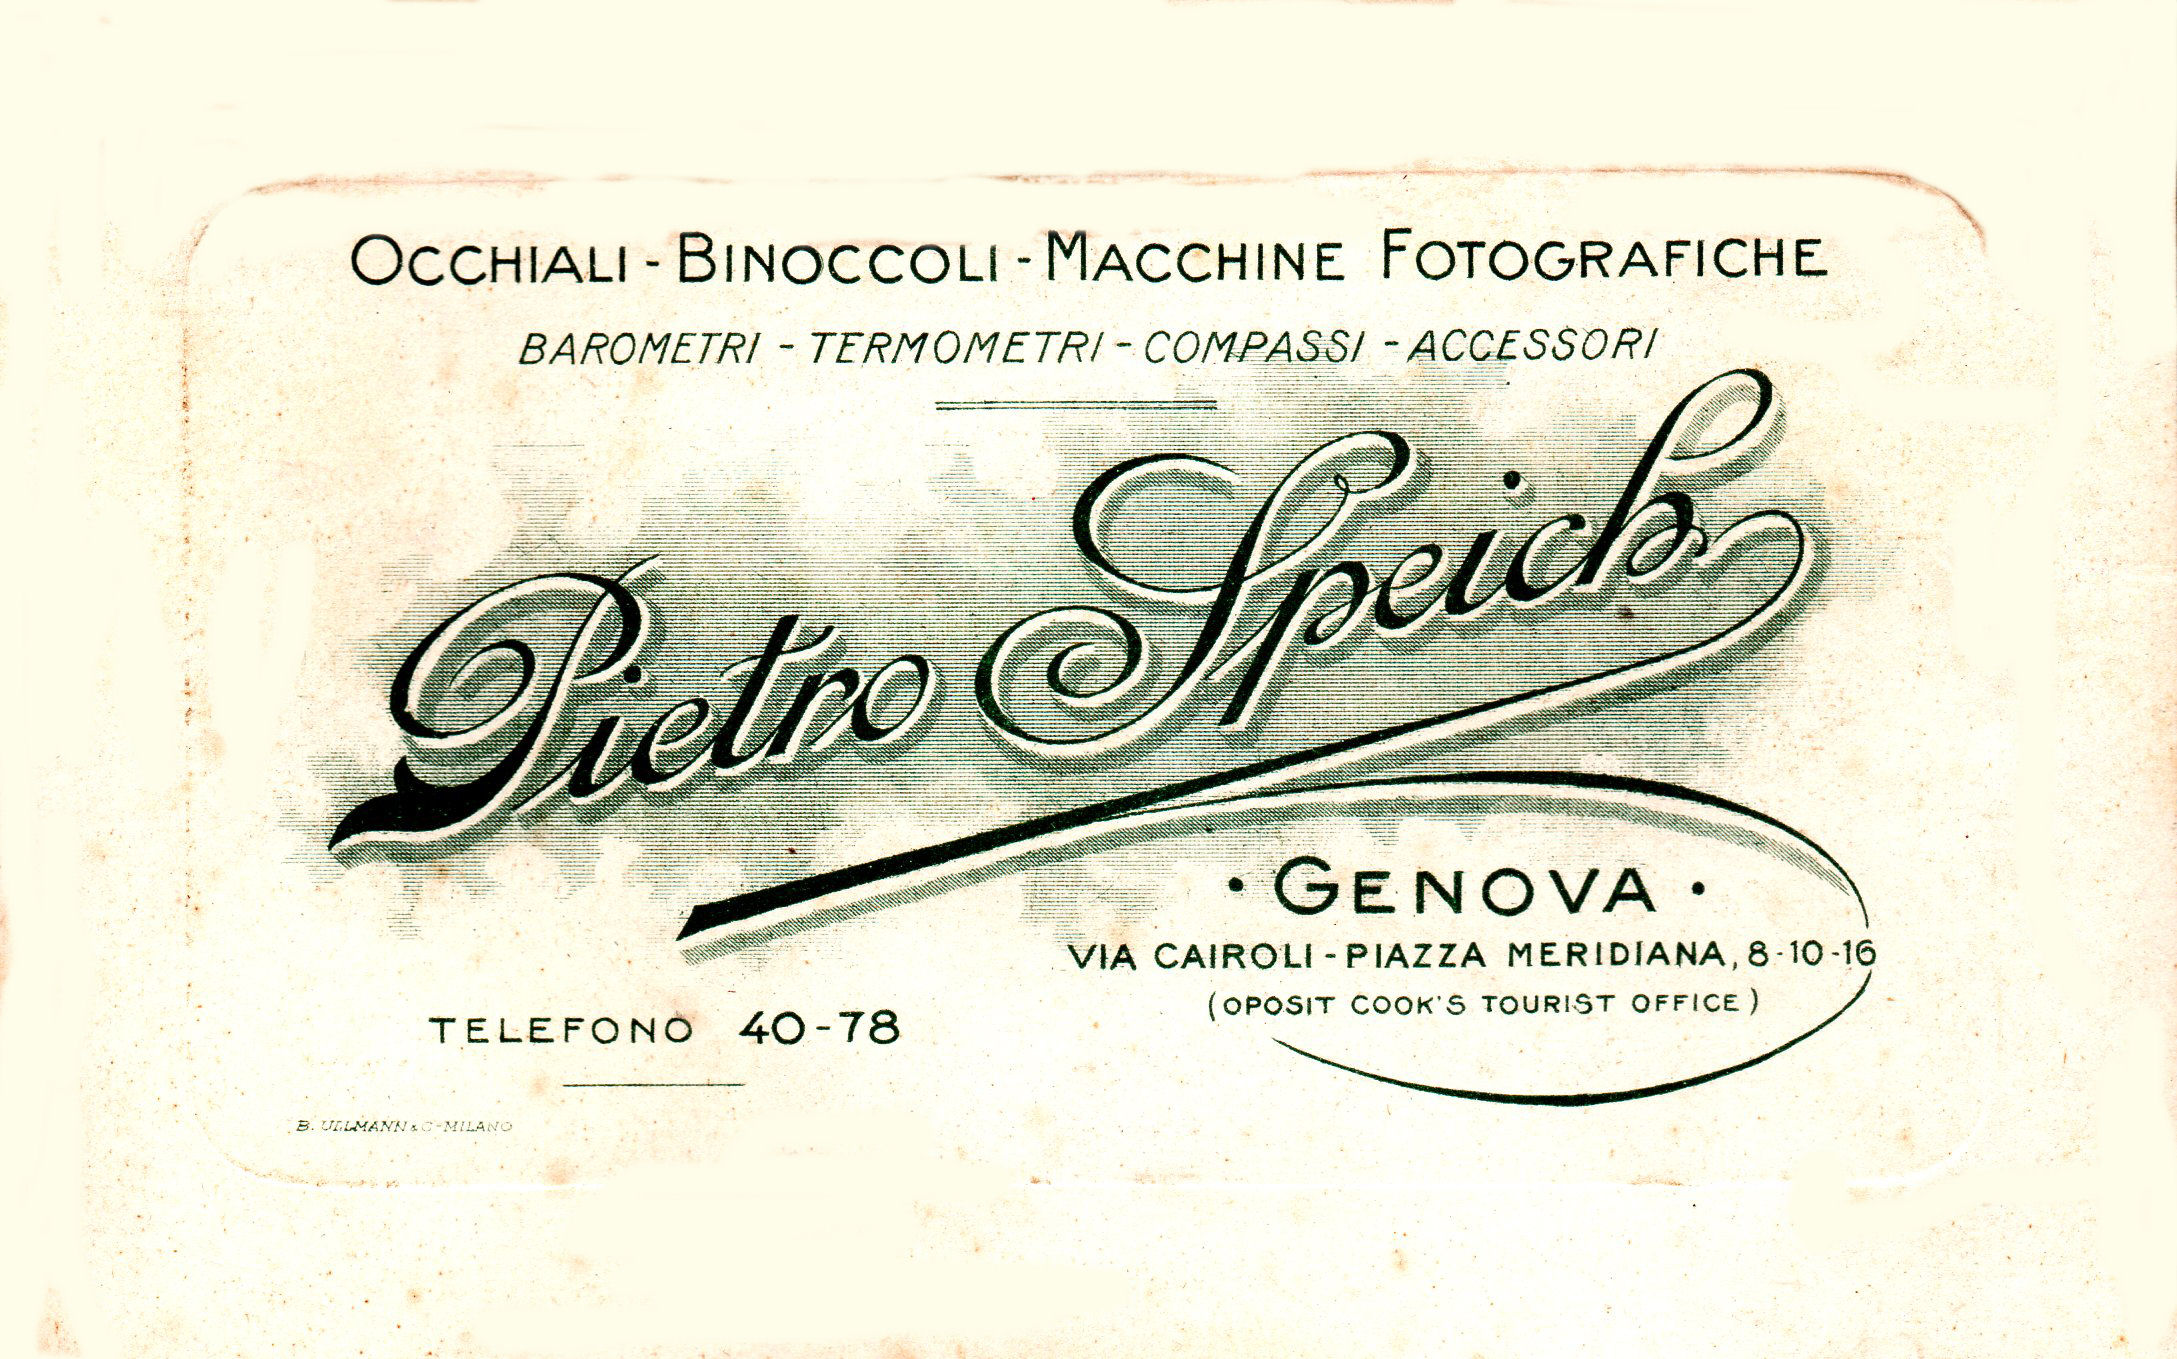 OCCHIALI - BINOCCOLI - MACCHINE FOTOGRAFICHE
BAROMETRI - TERMOMETRI - COMPASSI - ACCESSORI
Pietro Speich
• GENOVA •
VIA CAIROLI - PIAZZA MERIDIANA, 8-10-16
(OPOSIT COOK'S TOURIST OFFICE)
TELEFONO 40-78
B. ULLMANN & C - MILANO